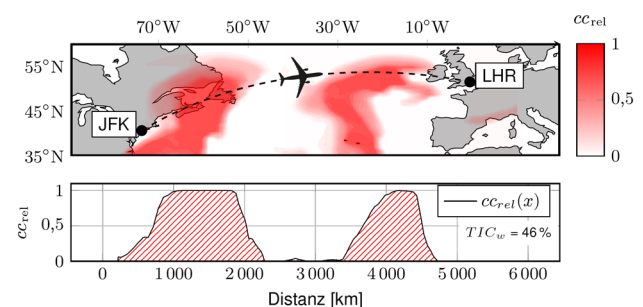 70°W 50°W 30°W 10°W
cc_rel
55°N
45°N
35°N
JFK
LHR
1
0,5
0
cc_rel
1
0,5
0
cc_rel(x)
TIC_w = 46 %
0 1 000 2 000 3 000 4 000 5 000 6 000
Distanz [km]